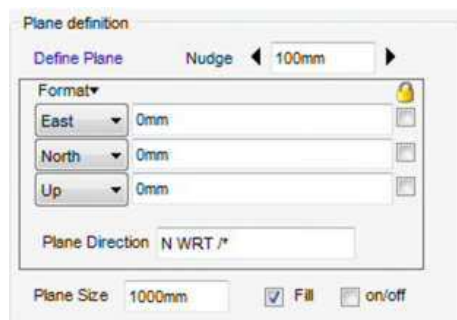 Plane definition
Define Plane Nudge 100mm
Format
East 0mm
North 0mm
Up 0mm
Plane Direction N WRT /*
Plane Size 1000mm Fill on/off